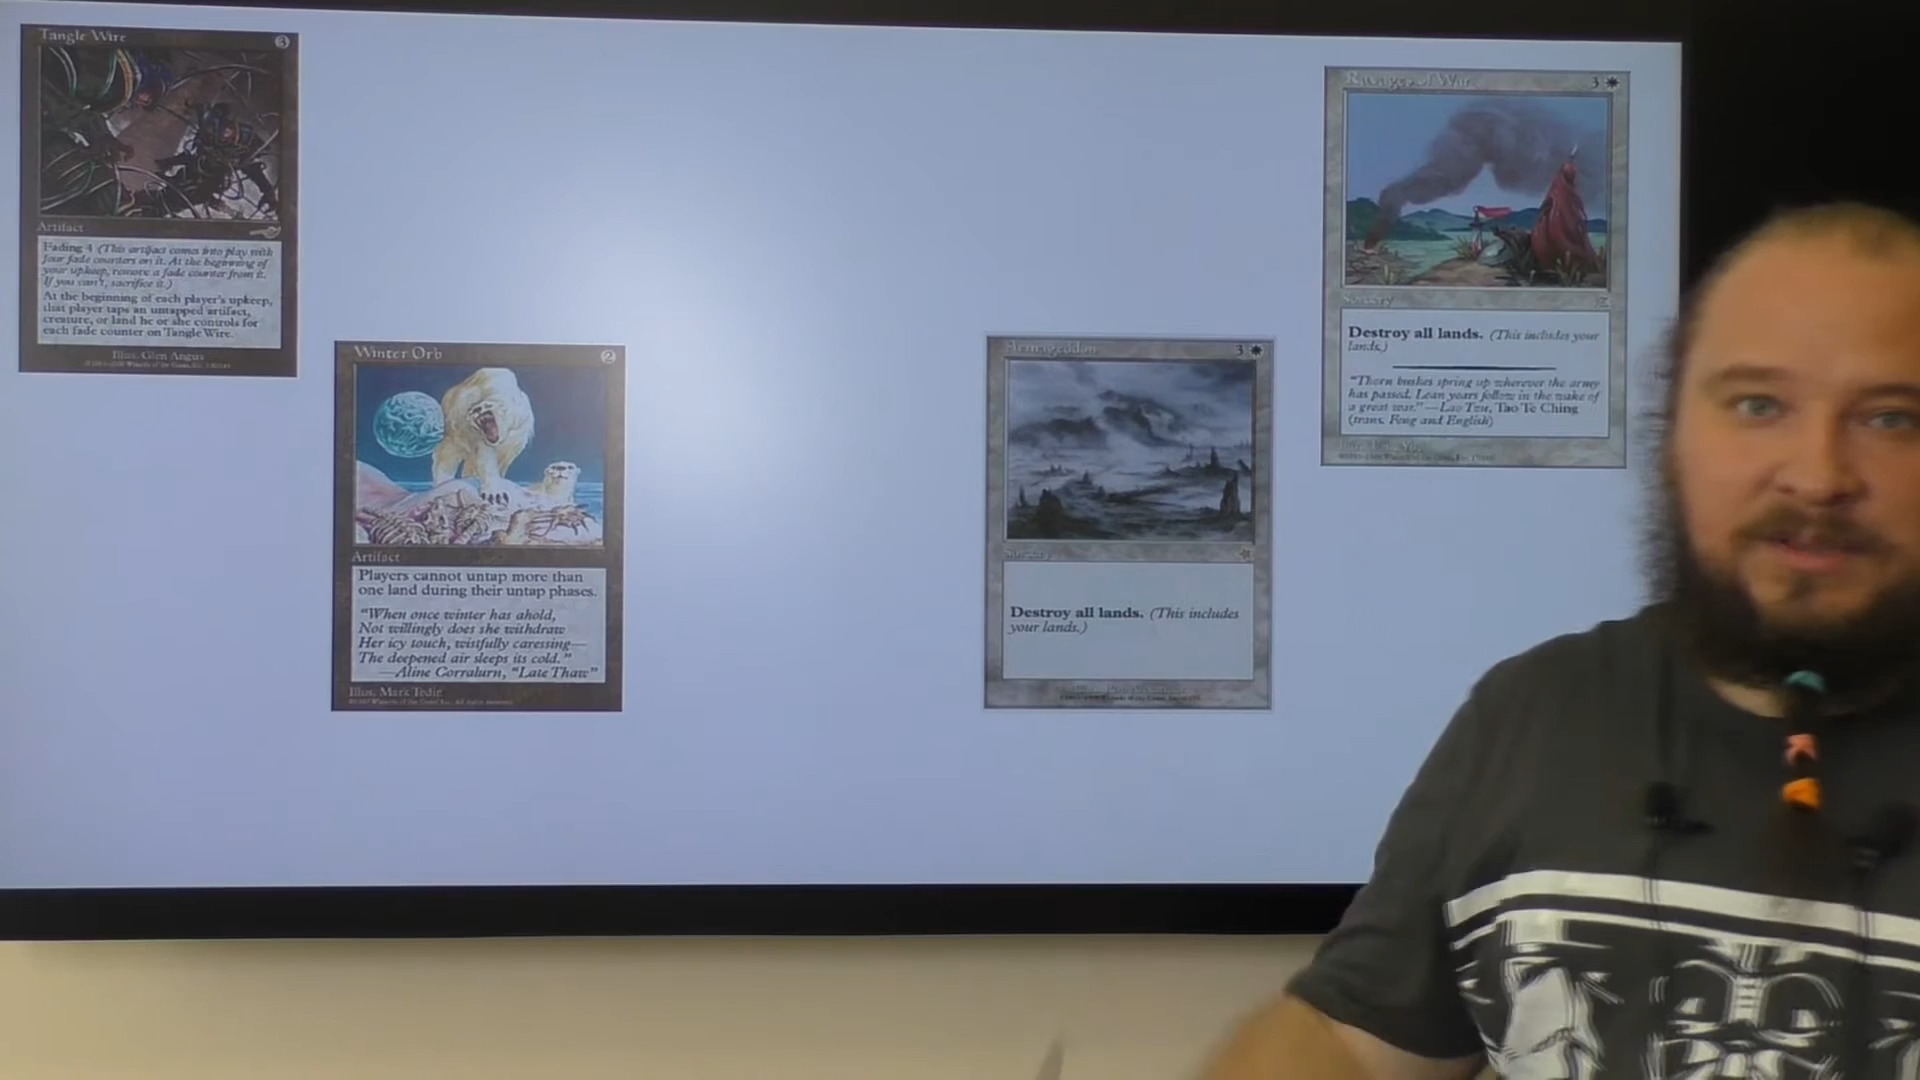 Tangle Wire
3
Artifact
Fading 4 (This artifact comes into play with
four fade counters on it. At the beginning of
your upkeep, remove a fade counter from it.
If you can't, sacrifice it.)
At the beginning of each player's upkeep,
that player taps an untapped artifact,
creature, or land he or she controls for
each fade counter on Tangle Wire.
Illus. Glen Angus
Winter Orb
2
Artifact
Players cannot untap more than
one land during their untap phases.
"When once winter has ahold,
Not willingly does she withdraw
Her icy touch, wistfully caressing—
The deepened air sleeps its cold."
—Aline Corralurn, "Late Thaw"
Illus. Mark Tedin
Armageddon
3
Sorcery
Destroy all lands. (This includes
your lands.)
Ravages of War
3
Sorcery
Destroy all lands. (This includes your
lands.)
"Thorn bushes spring up wherever the army
has passed. Lean years follow in the wake of
a great war." —Lao Tzu, Tao Te Ching
(trans. Feng and English)